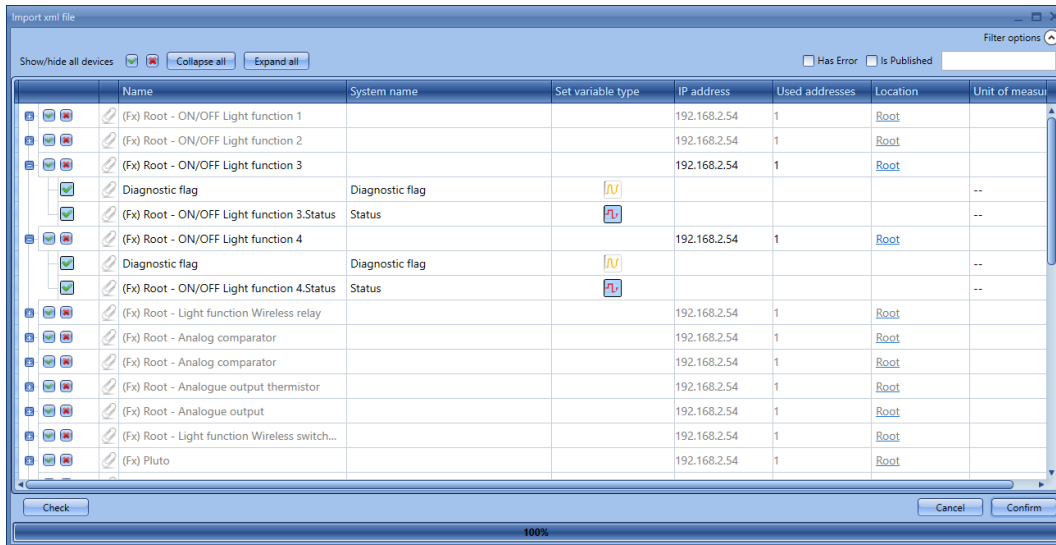 Import xml file
Filter options
Show/hide all devices Collapse all Expand all Has Error Is Published
Name System name Set variable type IP address Used addresses Location Unit of measur
(Fx) Root - ON/OFF Light function 1 192.168.2.54 1 Root
(Fx) Root - ON/OFF Light function 2 192.168.2.54 1 Root
(Fx) Root - ON/OFF Light function 3 192.168.2.54 1 Root
Diagnostic flag Diagnostic flag --
(Fx) Root - ON/OFF Light function 3.Status Status --
(Fx) Root - ON/OFF Light function 4 192.168.2.54 1 Root
Diagnostic flag Diagnostic flag --
(Fx) Root - ON/OFF Light function 4.Status Status --
(Fx) Root - Light function Wireless relay 192.168.2.54 1 Root
(Fx) Root - Analog comparator 192.168.2.54 1 Root
(Fx) Root - Analog comparator 192.168.2.54 1 Root
(Fx) Root - Analogue output thermistor 192.168.2.54 1 Root
(Fx) Root - Analogue output 192.168.2.54 1 Root
(Fx) Root - Light function Wireless switch... 192.168.2.54 1 Root
(Fx) Pluto 192.168.2.54 1 Root
Check Cancel Confirm
100%